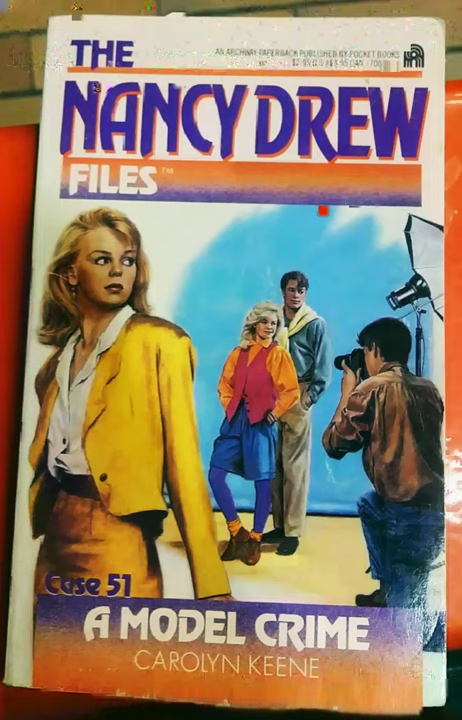 THE
AN ARCHWAY PAPERBACK PUBLISHED BY POCKET BOOKS
NANCY DREW
FILES™
Case 51
A MODEL CRIME
CAROLYN KEENE